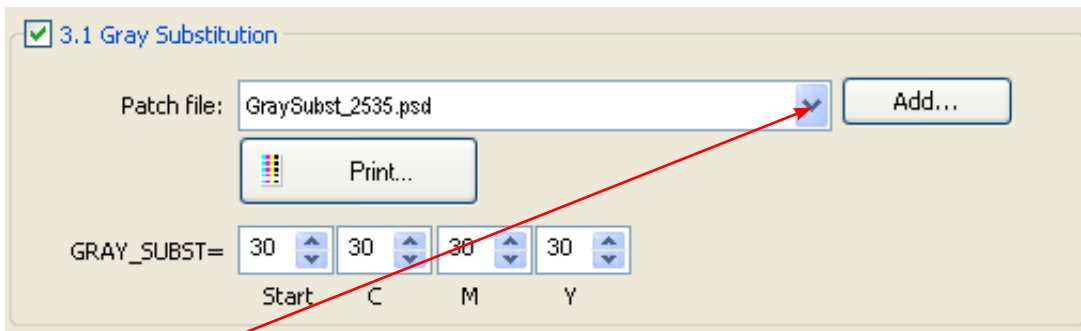 3.1 Gray Substitution
Patch file: GraySubst_2535.psd Add...
Print...
GRAY_SUBST= 30 30 30 30
Start C M Y